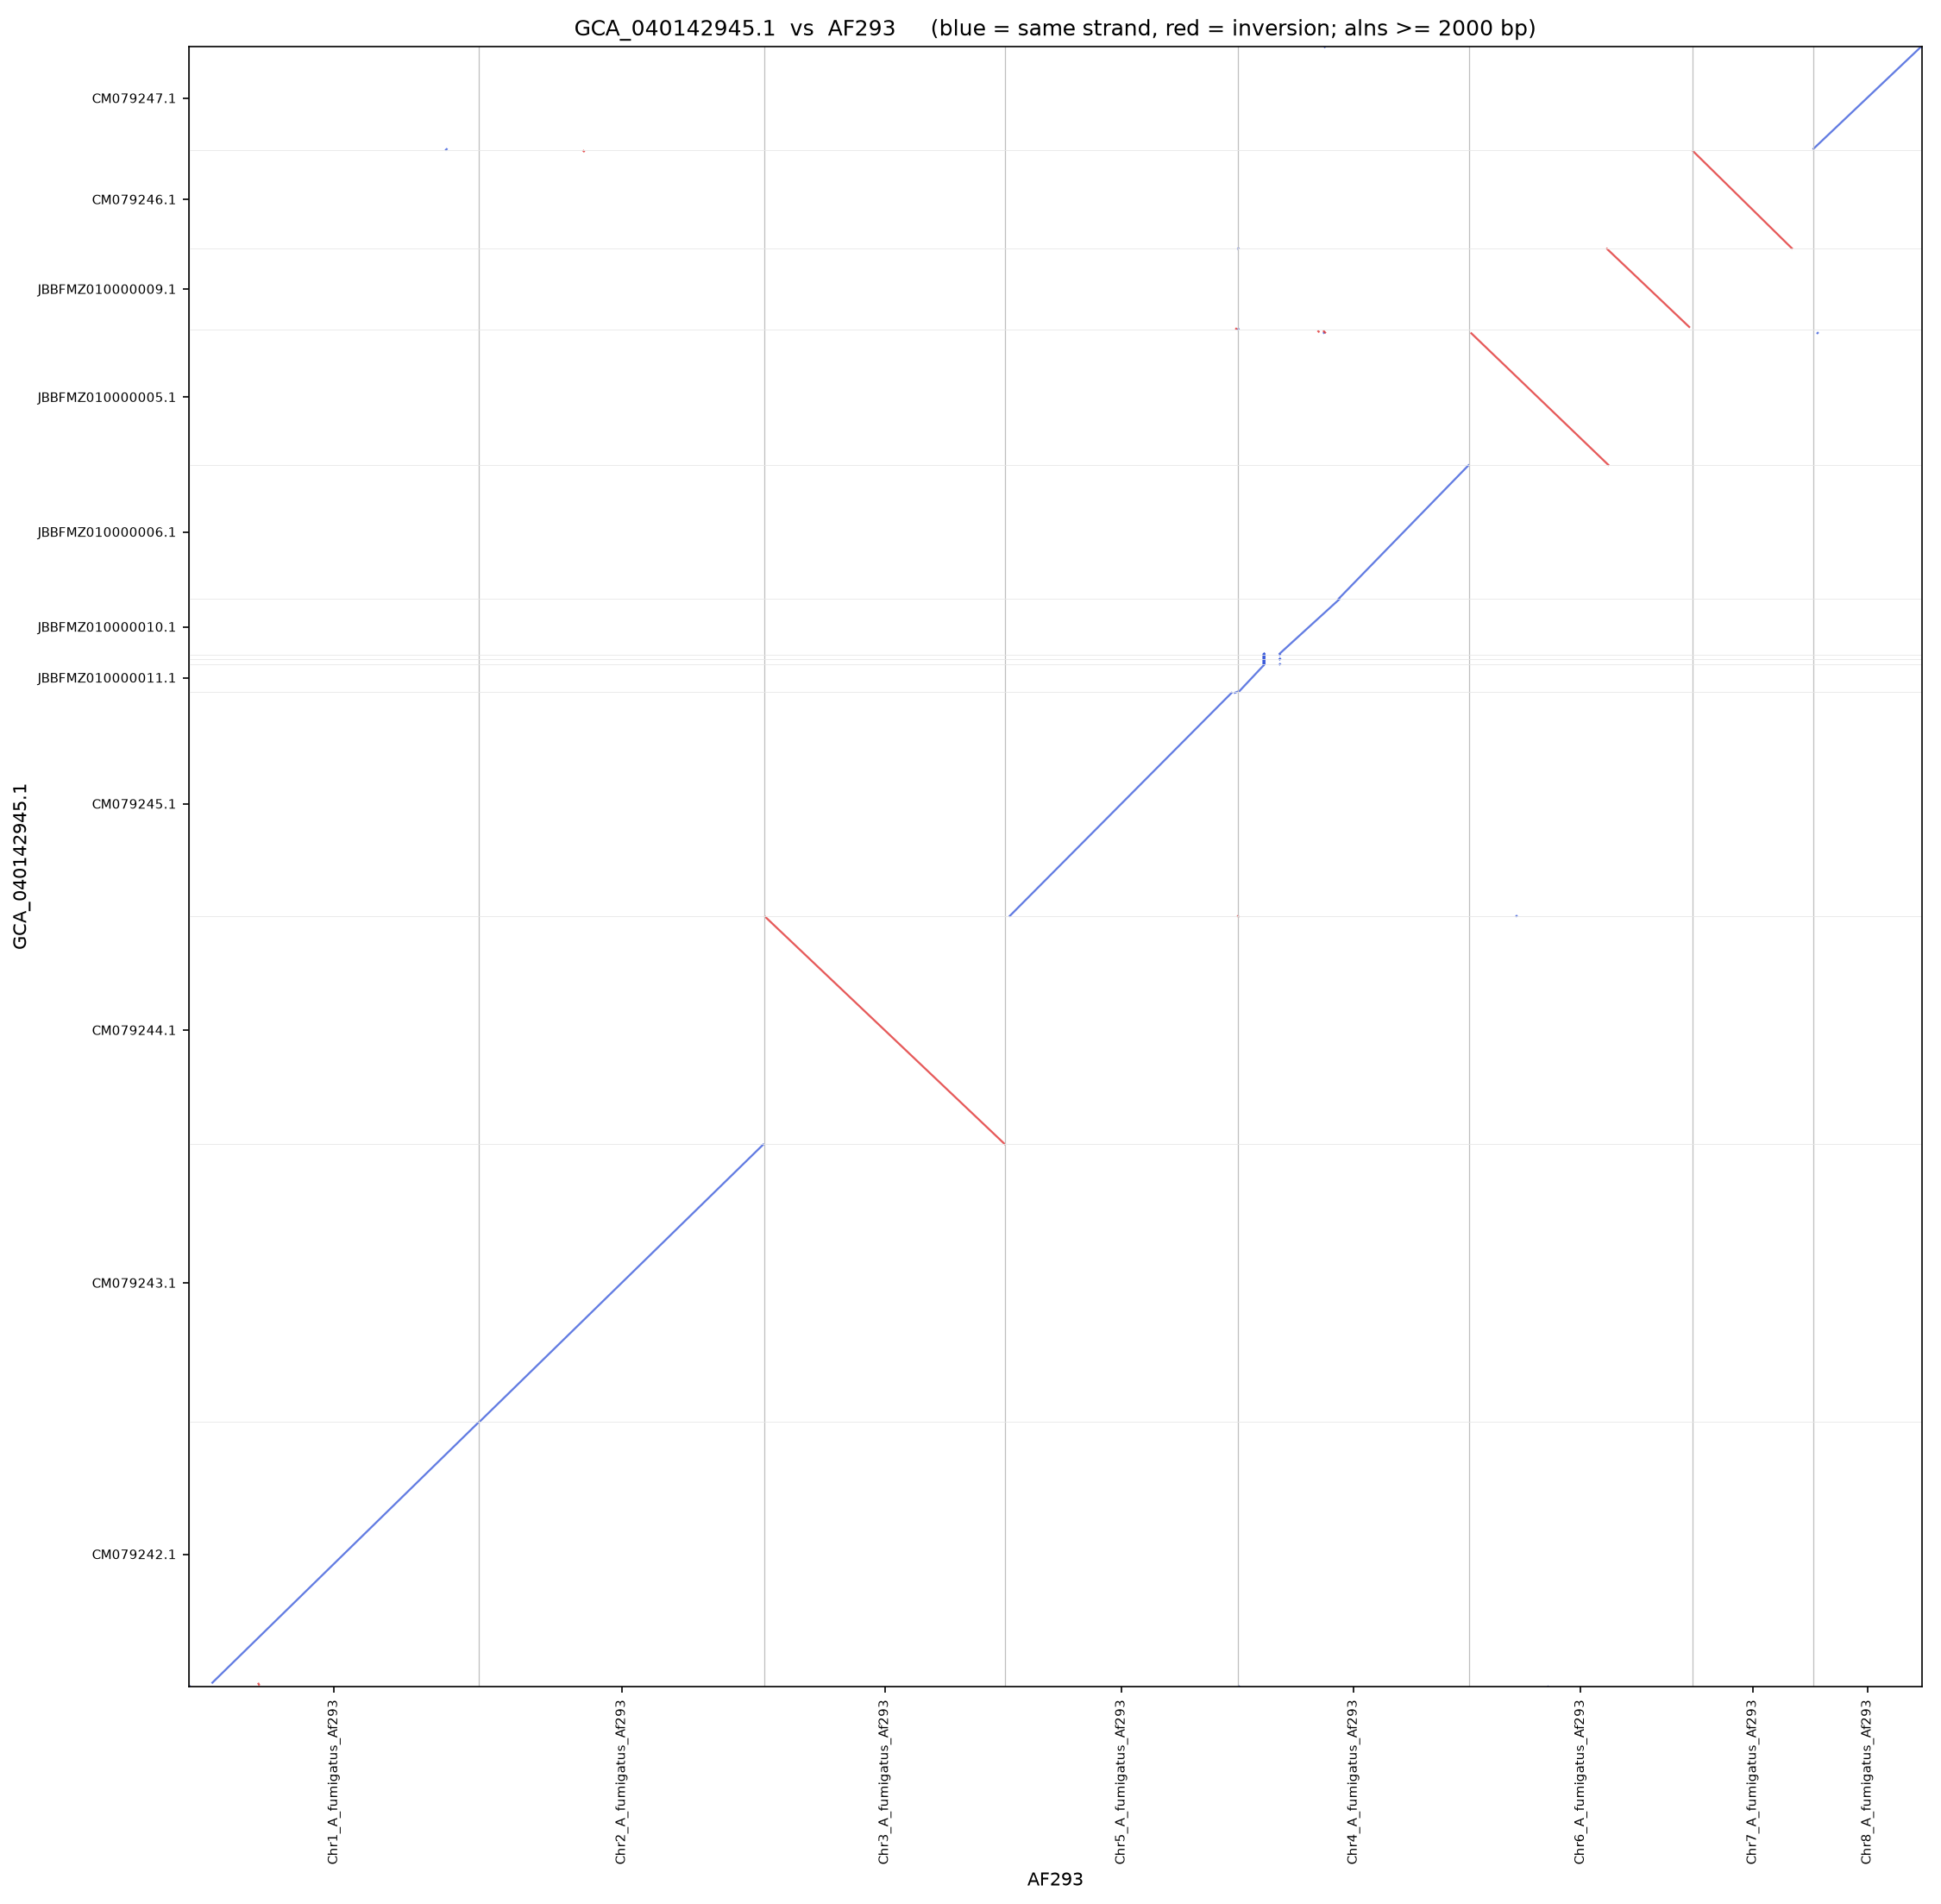 GCA_040142945.1 vs AF293 (blue = same strand, red = inversion; alns >= 2000 bp)
CM079247.1
CM079246.1
JBBFMZ010000009.1
JBBFMZ010000005.1
JBBFMZ010000006.1
JBBFMZ010000010.1
JBBFMZ010000011.1
CM079245.1
CM079244.1
CM079243.1
CM079242.1
GCA_040142945.1
Chr1_A_fumigatus_Af293
Chr2_A_fumigatus_Af293
Chr3_A_fumigatus_Af293
Chr5_A_fumigatus_Af293
Chr4_A_fumigatus_Af293
Chr6_A_fumigatus_Af293
Chr7_A_fumigatus_Af293
Chr8_A_fumigatus_Af293
AF293